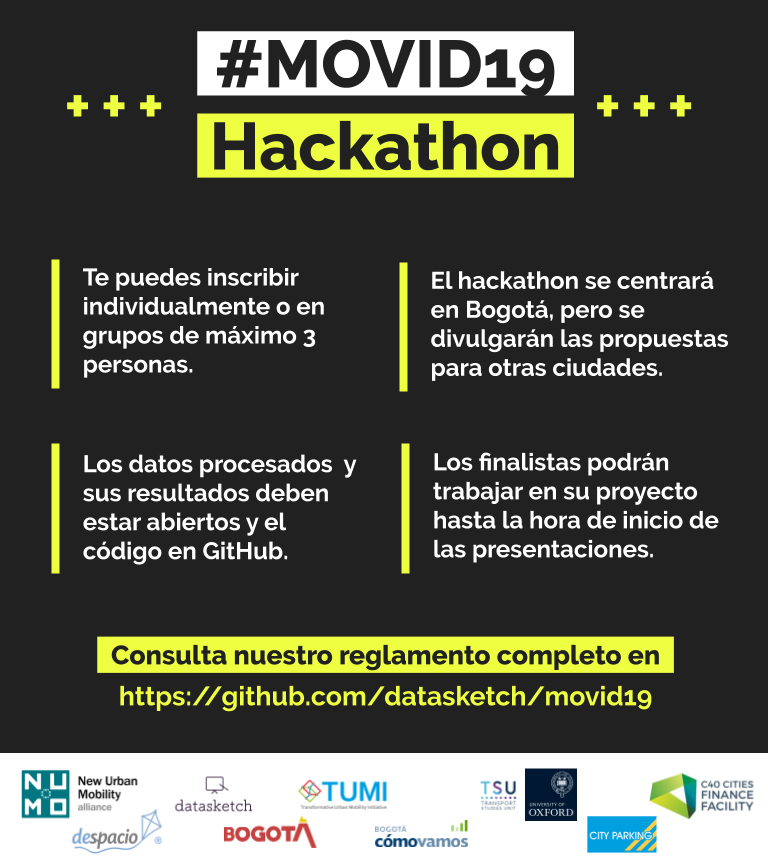 #MOVID19
Hackathon
Te puedes inscribir
individualmente o en
grupos de máximo 3
personas.
El hackathon se centrará
en Bogotá, pero se
divulgarán las propuestas
para otras ciudades.
Los datos procesados  y
sus resultados deben
estar abiertos y el
código en GitHub.
Los finalistas podrán
trabajar en su proyecto
hasta la hora de inicio de
las presentaciones.
Consulta nuestro reglamento completo en
https://github.com/datasketch/movid19
NUMO
New Urban
Mobility
alliance
datasketch
TUMI
Transformative Urban Mobility Initiative
TSU
TRANSPORT
STUDIES UNIT
UNIVERSITY OF
OXFORD
C40 CITIES
FINANCE
FACILITY
despacio
BOGOTÁ
BOGOTÁ
cómovamos
CITY PARKING